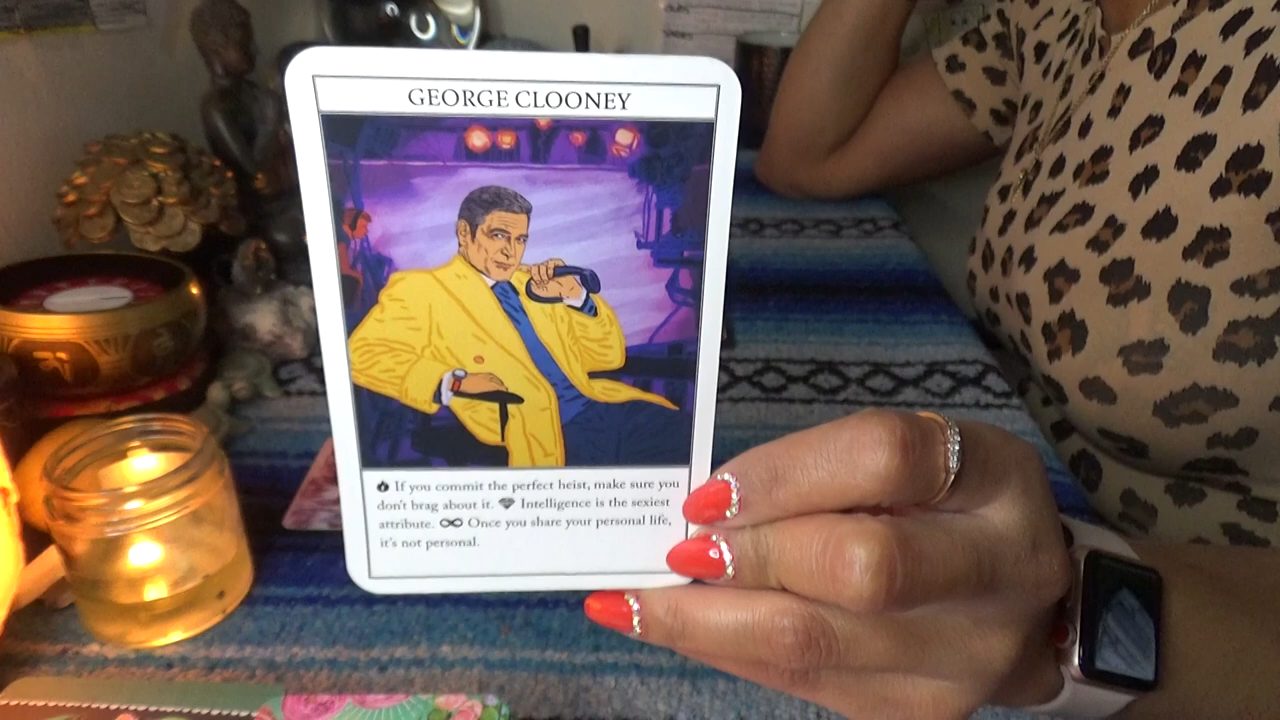 GEORGE CLOONEY
If you commit the perfect heist, make sure you
don't brag about it. Intelligence is the sexiest
attribute. Once you share your personal life,
it's not personal.